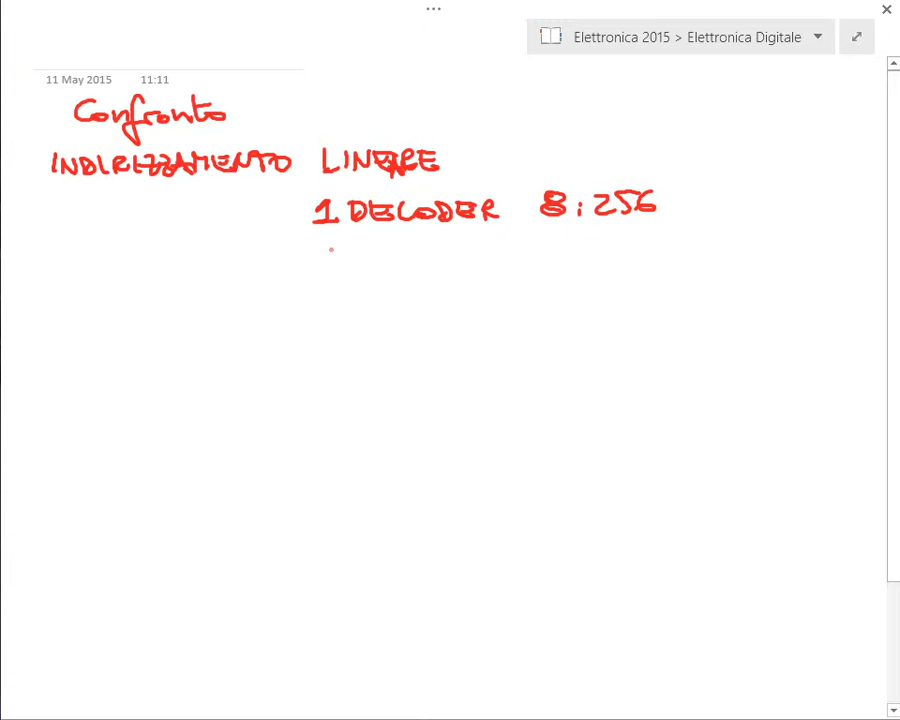 Elettronica 2015 > Elettronica Digitale
11 May 2015 11:11
Confronto
INDIRIZZAMENTO LINEARE
1 DECODER 8:256